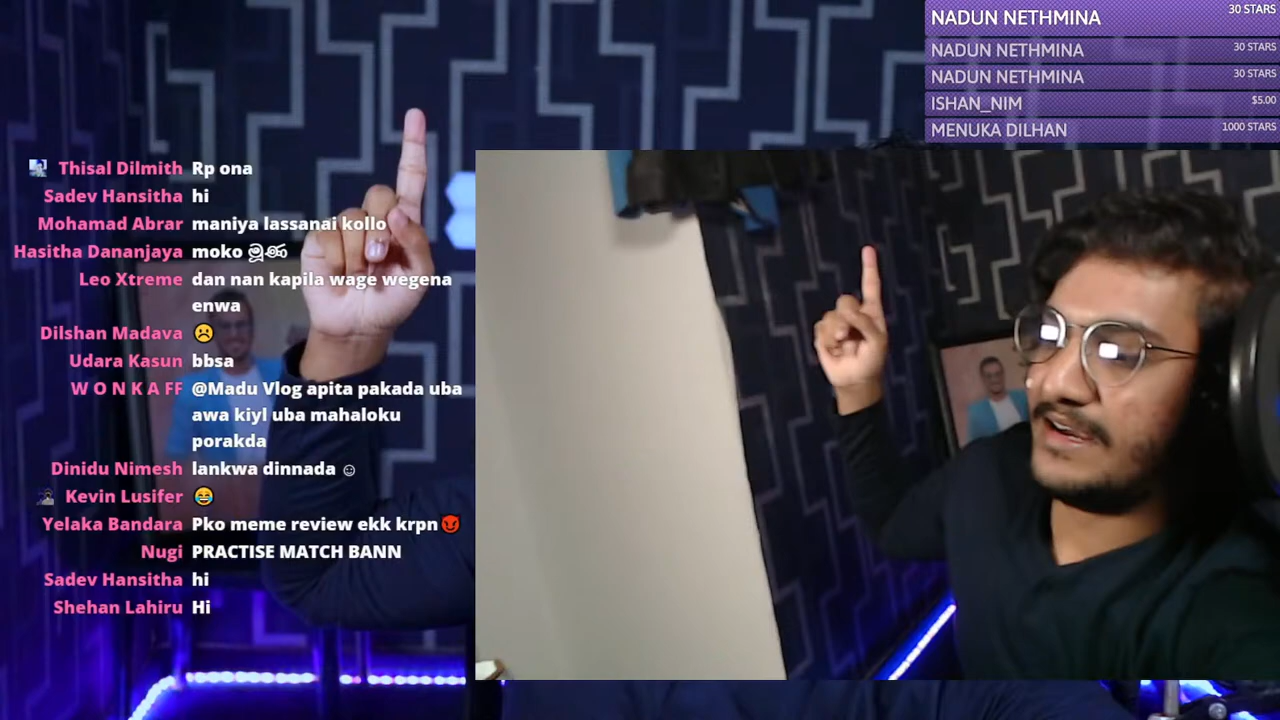 NADUN NETHMINA 30 STARS
NADUN NETHMINA 30 STARS
NADUN NETHMINA 30 STARS
ISHAN_NIM $5.00
MENUKA DILHAN 1000 STARS
Thisal Dilmith Rp ona
Sadev Hansitha hi
Mohamad Abrar maniya lassanai kollo
Hasitha Dananjaya moko මූණ
Leo Xtreme dan nan kapila wage wegena
enwa
Dilshan Madava ☹️
Udara Kasun bbsa
W O N K A FF @Madu Vlog apita pakada uba
awa kiyl uba mahaloku
porakda
Dinidu Nimesh lankwa dinnada ☺
Kevin Lusifer 😂
Yelaka Bandara Pko meme review ekk krpn😈
Nugi PRACTISE MATCH BANN
Sadev Hansitha hi
Shehan Lahiru Hi